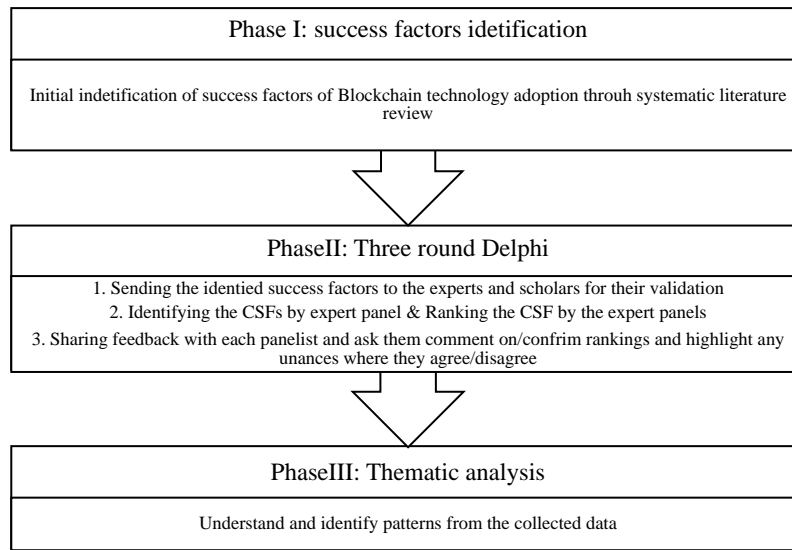 Phase I: success factors idetification
Initial indetification of success factors of Blockchain technology adoption throuh systematic literature
review
PhaseII: Three round Delphi
1. Sending the identied success factors to the experts and scholars for their validation
2. Identifying the CSFs by expert panel & Ranking the CSF by the expert panels
3. Sharing feedback with each panelist and ask them comment on/confrim rankings and highlight any
unances where they agree/disagree
PhaseIII: Thematic analysis
Understand and identify patterns from the collected data